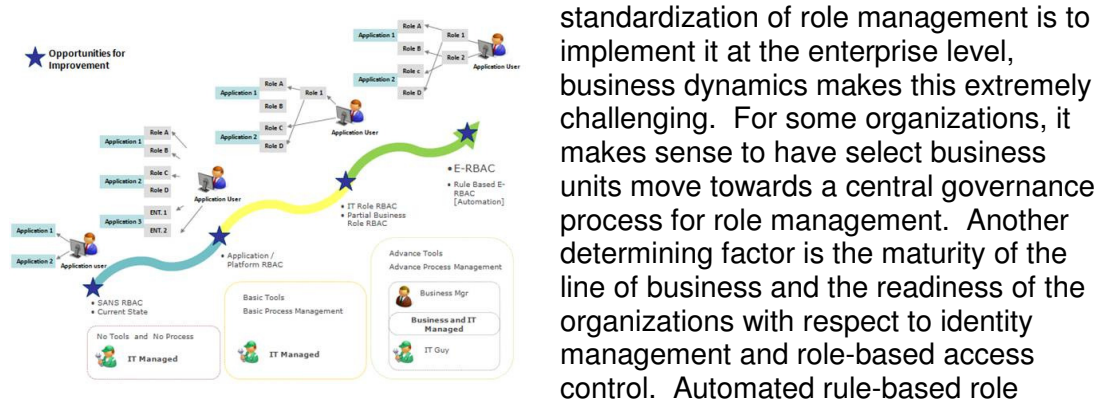 Opportunities for
Improvement
Application 1
Role A
Role B
Role 1
Application 2
Role c
Role D
Role 2
Application User
Application 1
Role A
Role B
Role 1
Application 2
Role C
Role D
Application User
Application 1
Role A
Role B
Application 2
Role C
Role D
Application 3
ENT. 1
ENT. 2
Application User
Application 1
Application 2
Application user
• SANS RBAC
• Current State
• Application /
Platform RBAC
• IT Role RBAC
• Partial Business
Role RBAC
• E-RBAC
• Rule Based E-
RBAC
[Automation]
No Tools and No Process
IT Managed
Basic Tools
Basic Process Management
IT Managed
Advance Tools
Advance Process Management
Business Mgr
Business and IT
Managed
IT Guy
standardization of role management is to
implement it at the enterprise level,
business dynamics makes this extremely
challenging. For some organizations, it
makes sense to have select business
units move towards a central governance
process for role management. Another
determining factor is the maturity of the
line of business and the readiness of the
organizations with respect to identity
management and role-based access
control. Automated rule-based role